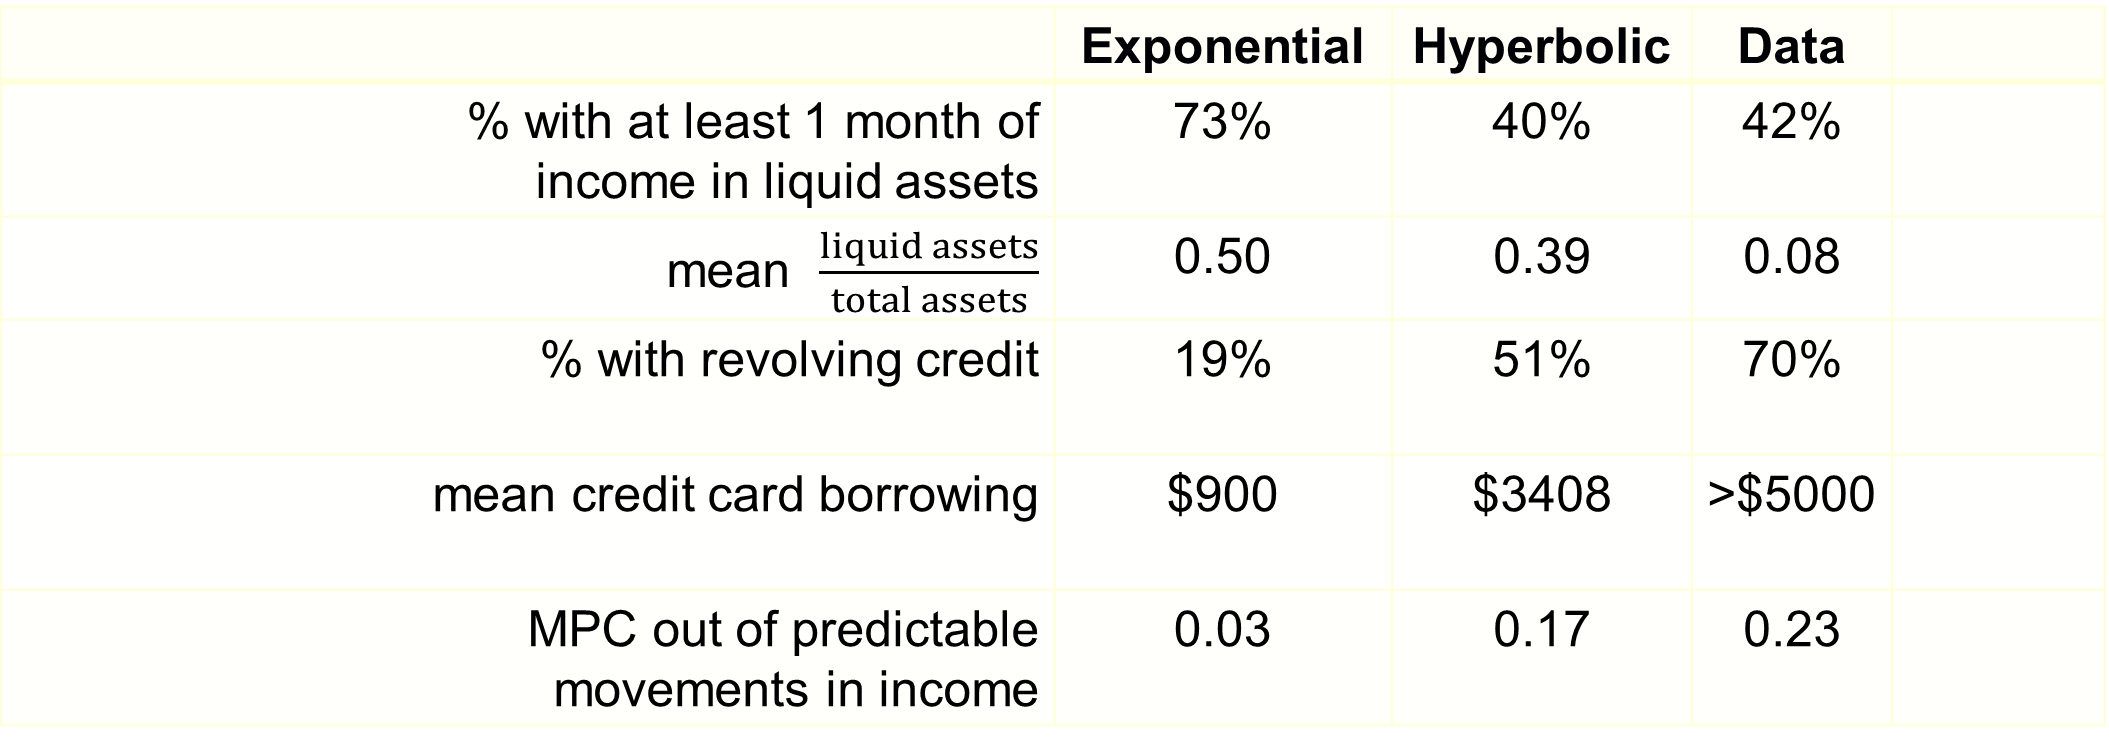 Exponential Hyperbolic Data
% with at least 1 month of 73% 40% 42%
income in liquid assets
mean liquid assets 0.50 0.39 0.08
total assets
% with revolving credit 19% 51% 70%
mean credit card borrowing $900 $3408 >$5000
MPC out of predictable 0.03 0.17 0.23
movements in income